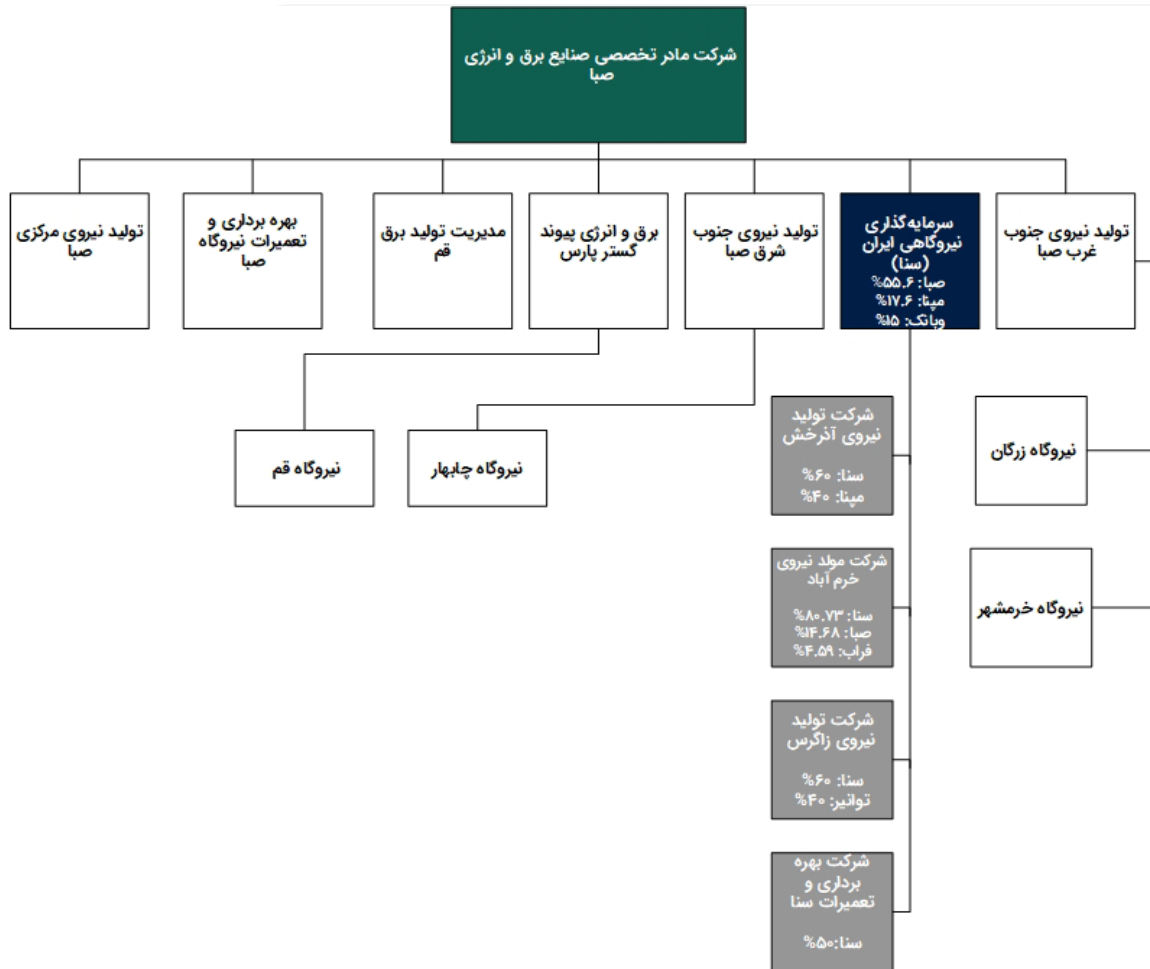 شرکت مادر تخصصی صنایع برق و انرژی
صبا
تولید نیروی جنوب
غرب صبا
سرمایه‌گذاری
نیروگاهی ایران
(سنا)
صبا: ۵۵.۶%
مپنا: ۱۷.۶%
وبانک: ۱۵%
تولید نیروی جنوب
شرق صبا
برق و انرژی پیوند
گستر پارس
مدیریت تولید برق
قم
بهره برداری و
تعمیرات نیروگاه
صبا
تولید نیروی مرکزی
صبا
نیروگاه زرگان
نیروگاه خرمشهر
شرکت تولید
نیروی آذرخش
سنا: ۶۰%
مپنا: ۴۰%
شرکت مولد نیروی
خرم آباد
سنا: ۸۰.۷۳%
صبا: ۱۴.۶۸%
فراب: ۴.۵۹%
شرکت تولید
نیروی زاگرس
سنا: ۶۰%
توانیر: ۴۰%
شرکت بهره
برداری و
تعمیرات سنا
سنا:۵۰%
نیروگاه چابهار
نیروگاه قم